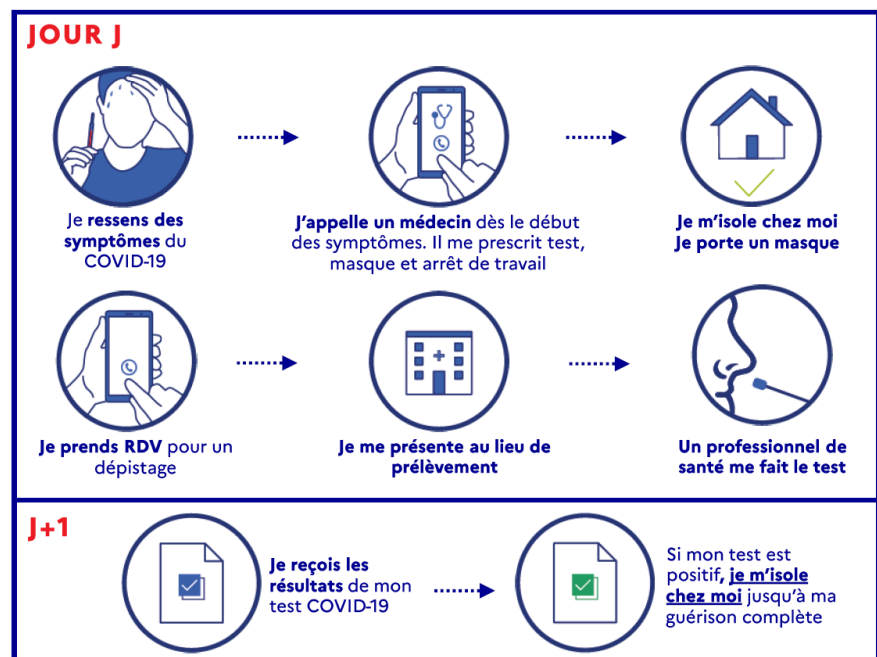 JOUR J
Je ressens des
symptômes du
COVID-19
J'appelle un médecin dès le début
des symptômes. Il me prescrit test,
masque et arrêt de travail
Je m'isole chez moi
Je porte un masque
Je prends RDV pour un
dépistage
Je me présente au lieu de
prélèvement
Un professionnel de
santé me fait le test
J+1
Je reçois les
résultats de mon
test COVID-19
Si mon test est
positif, je m'isole
chez moi jusqu'à ma
guérison complète